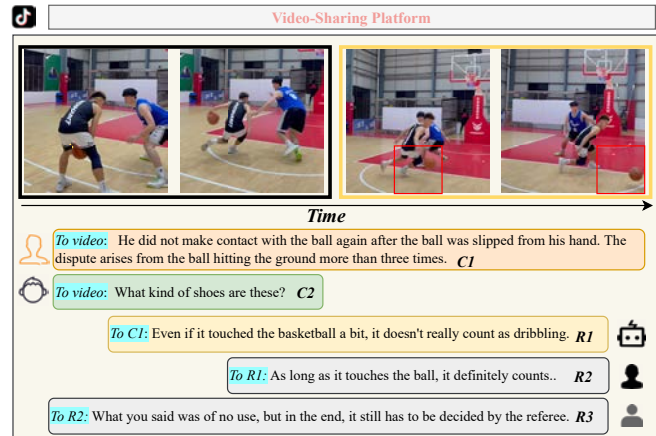 Video-Sharing Platform
Time
To video: He did not make contact with the ball again after the ball was slipped from his hand. The
dispute arises from the ball hitting the ground more than three times. C1
To video: What kind of shoes are these? C2
To C1: Even if it touched the basketball a bit, it doesn't really count as dribbling. R1
To R1: As long as it touches the ball, it definitely counts.. R2
To R2: What you said was of no use, but in the end, it still has to be decided by the referee. R3